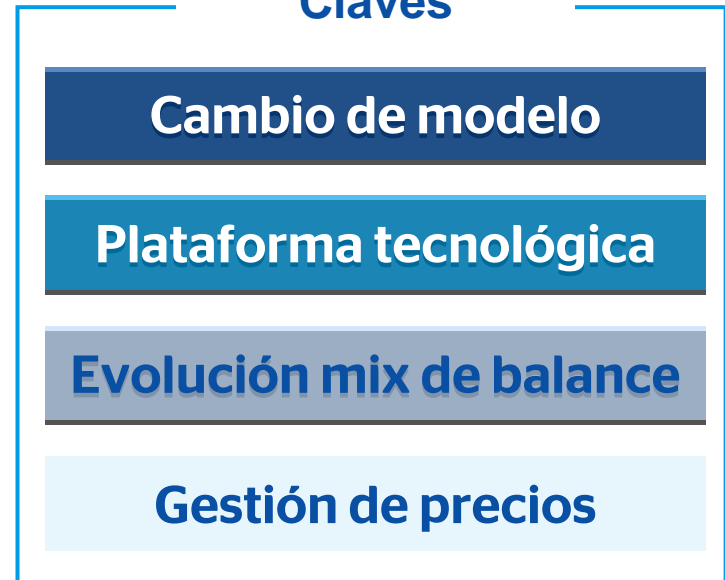 Claves
Cambio de modelo
Plataforma tecnológica
Evolución mix de balance
Gestión de precios